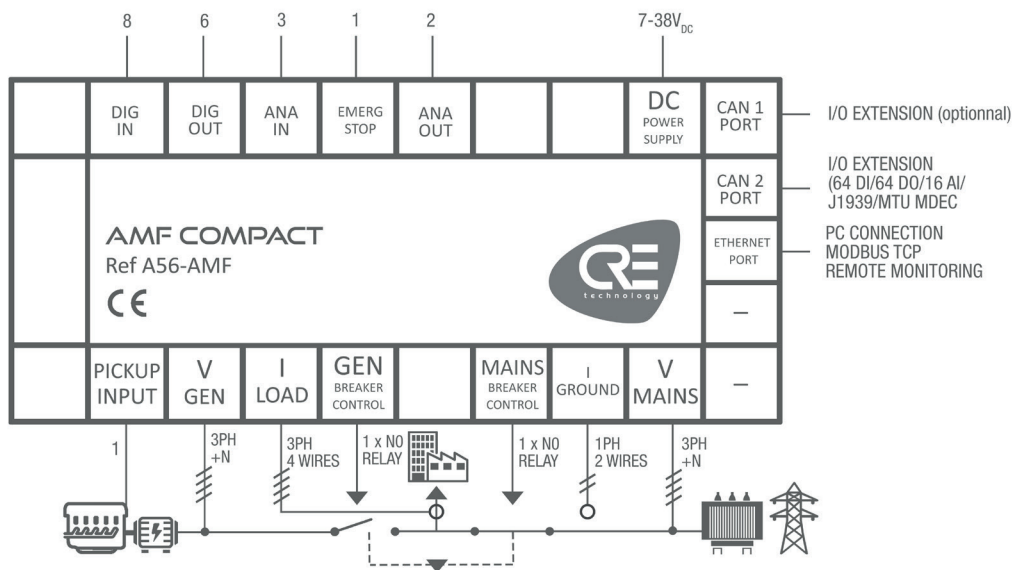 8
6
3
1
2
7-38VDC
DIG
IN
DIG
OUT
ANA
IN
EMERG
STOP
ANA
OUT
DC
POWER
SUPPLY
CAN 1
PORT
I/O EXTENSION (optionnal)
CAN 2
PORT
I/O EXTENSION
(64 DI/64 DO/16 AI/
J1939/MTU MDEC
ETHERNET
PORT
PC CONNECTION
MODBUS TCP
REMOTE MONITORING
AMF COMPACT
Ref A56-AMF
CE
CRE
technology
–
–
PICKUP
INPUT
V
GEN
I
LOAD
GEN
BREAKER
CONTROL
MAINS
BREAKER
CONTROL
I
GROUND
V
MAINS
1
3PH
+N
3PH
4 WIRES
1 x NO
RELAY
1 x NO
RELAY
1PH
2 WIRES
3PH
+N